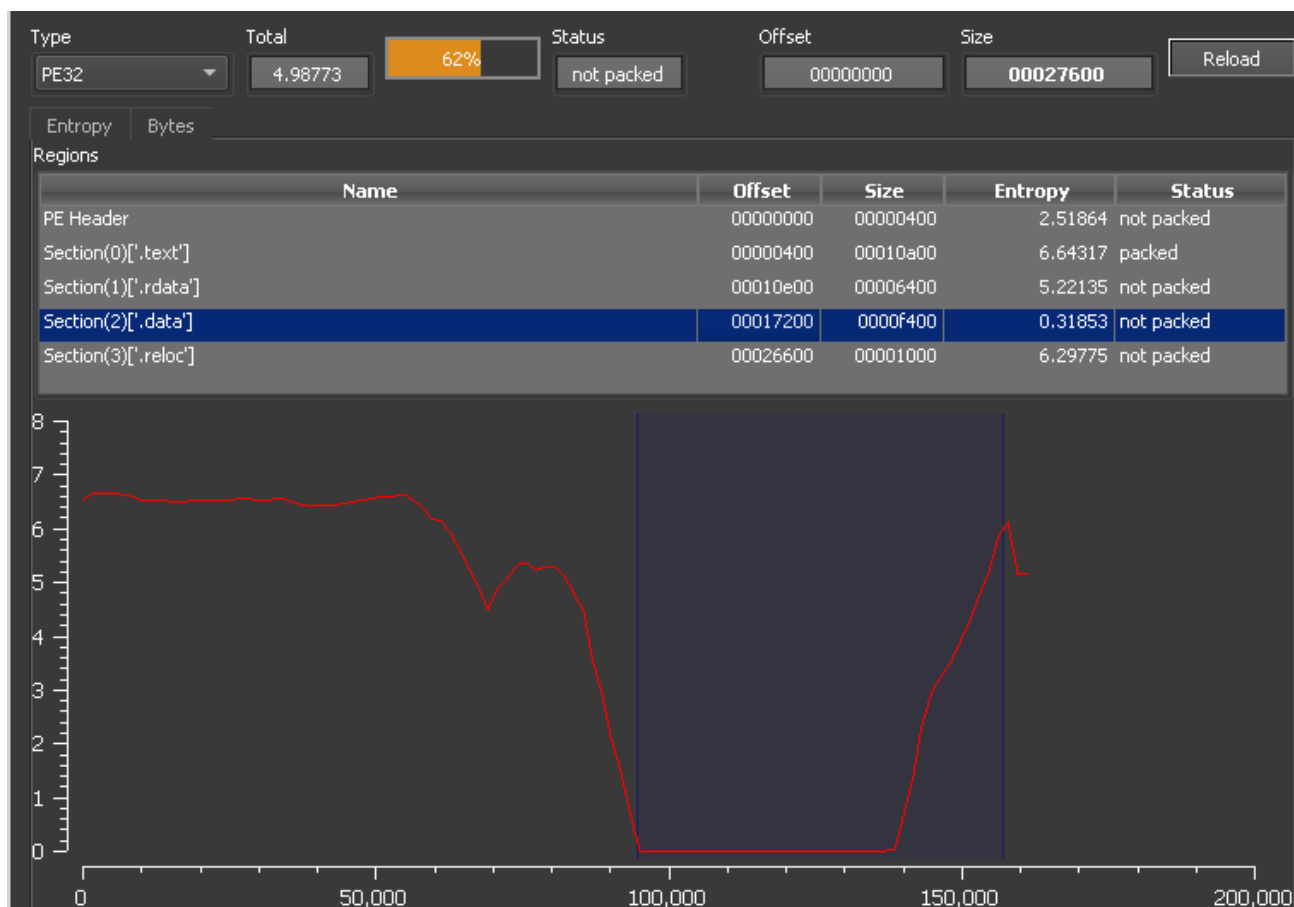 Type Total Status Offset Size
PE32 4.98773 62% not packed 00000000 00027600 Reload
Entropy Bytes
Regions
Name Offset Size Entropy Status
PE Header 00000000 00000400 2.51864 not packed
Section(0)['.text'] 00000400 00010a00 6.64317 packed
Section(1)['.rdata'] 00010e00 00006400 5.22135 not packed
Section(2)['.data'] 00017200 0000f400 0.31853 not packed
Section(3)['.reloc'] 00026600 00001000 6.29775 not packed
8
7
6
5
4
3
2
1
0
0 50,000 100,000 150,000 200,000